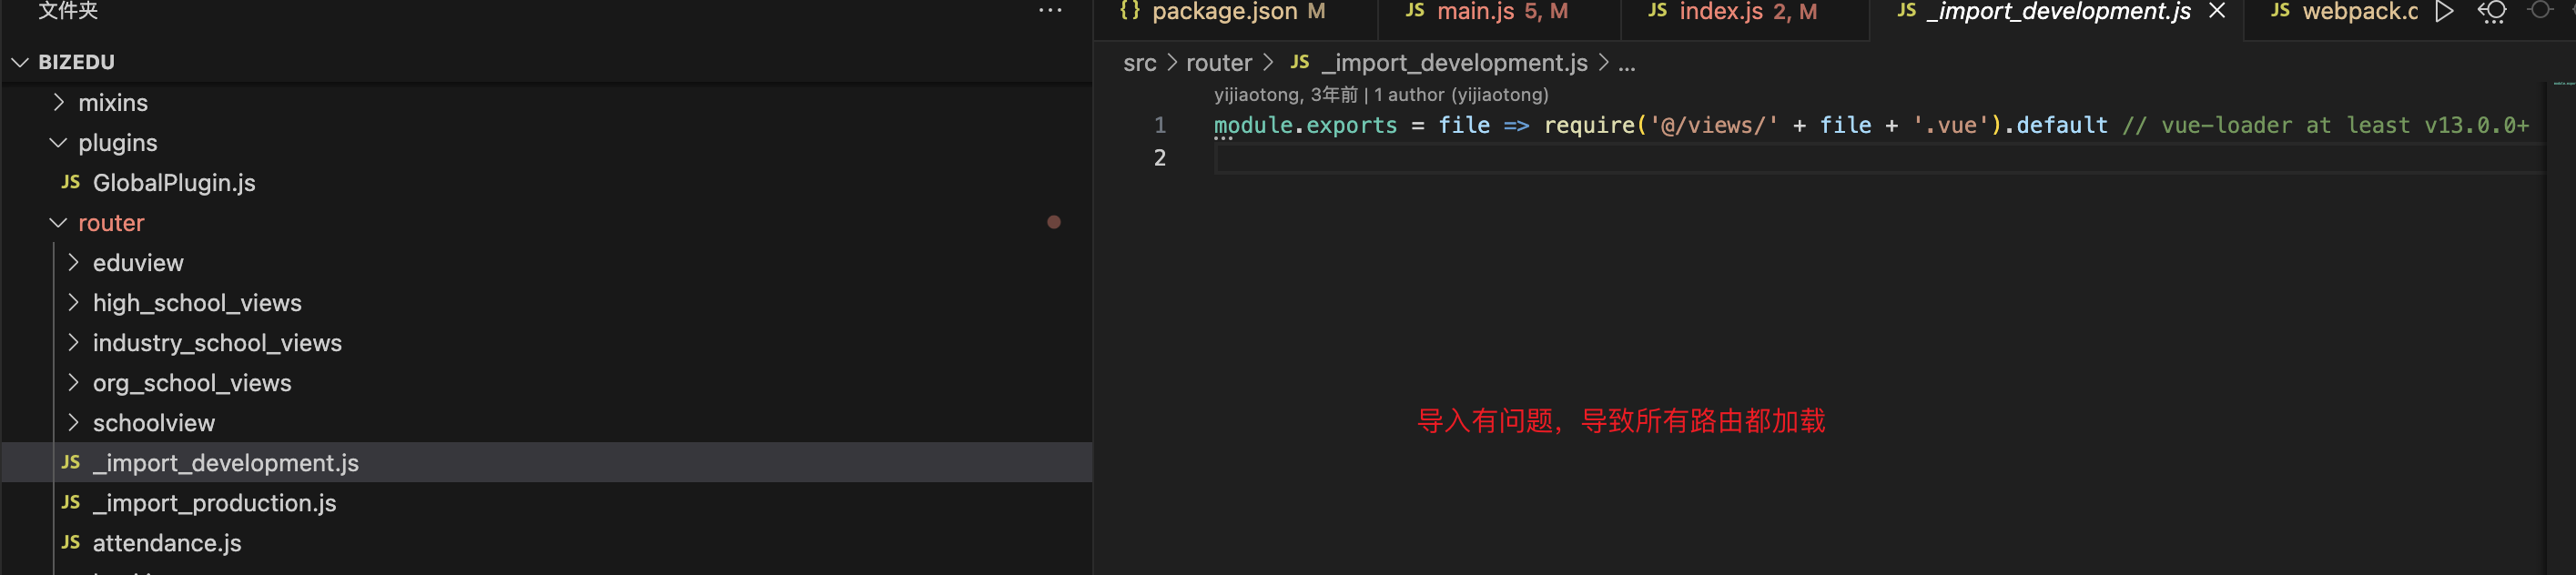 文件夹
BIZEDU
mixins
plugins
JS GlobalPlugin.js
router
eduview
high_school_views
industry_school_views
org_school_views
schoolview
JS _import_development.js
JS _import_production.js
JS attendance.js
{} package.json M
JS main.js 5, M
JS index.js 2, M
JS _import_development.js
JS webpack.c
src > router > JS _import_development.js > ...
yijiaotong, 3年前 | 1 author (yijiaotong)
1 module.exports = file => require('@/views/' + file + '.vue').default // vue-loader at least v13.0.0+
2
导入有问题，导致所有路由都加载